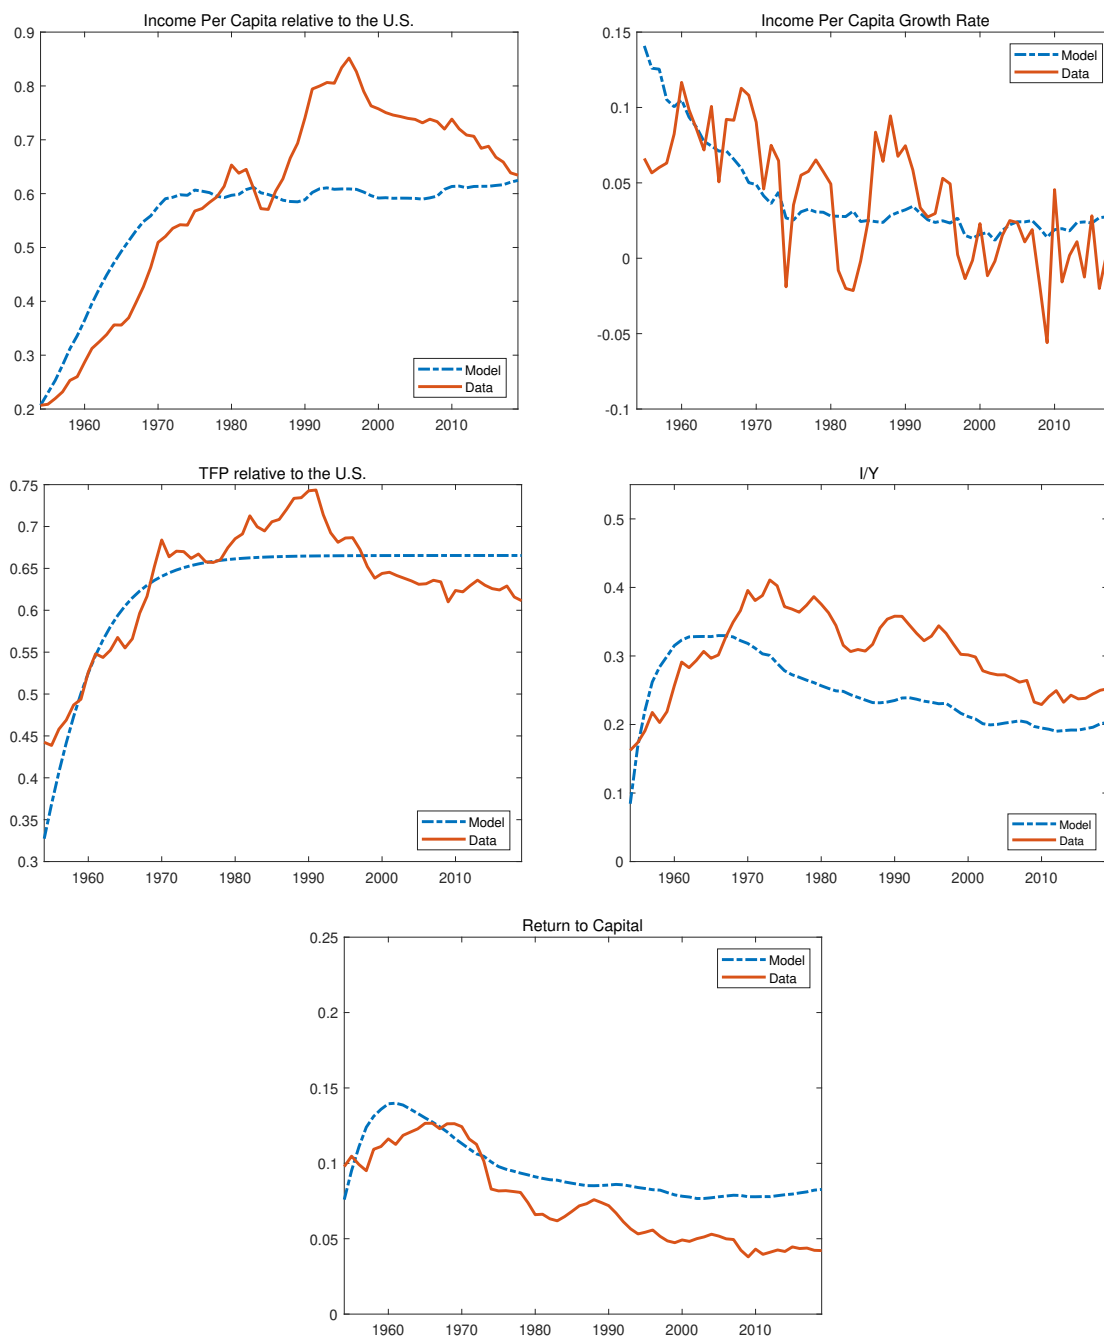 Income Per Capita relative to the U.S.
0.9
0.8
0.7
0.6
0.5
0.4
0.3
0.2
1960 1970 1980 1990 2000 2010
Model
Data
Income Per Capita Growth Rate
0.15
0.1
0.05
0
-0.05
-0.1
1960 1970 1980 1990 2000 2010
Model
Data
TFP relative to the U.S.
0.75
0.7
0.65
0.6
0.55
0.5
0.45
0.4
0.35
0.3
1960 1970 1980 1990 2000 2010
Model
Data
I/Y
0.5
0.4
0.3
0.2
0.1
0
1960 1970 1980 1990 2000 2010
Model
Data
Return to Capital
0.25
0.2
0.15
0.1
0.05
0
1960 1970 1980 1990 2000 2010
Model
Data